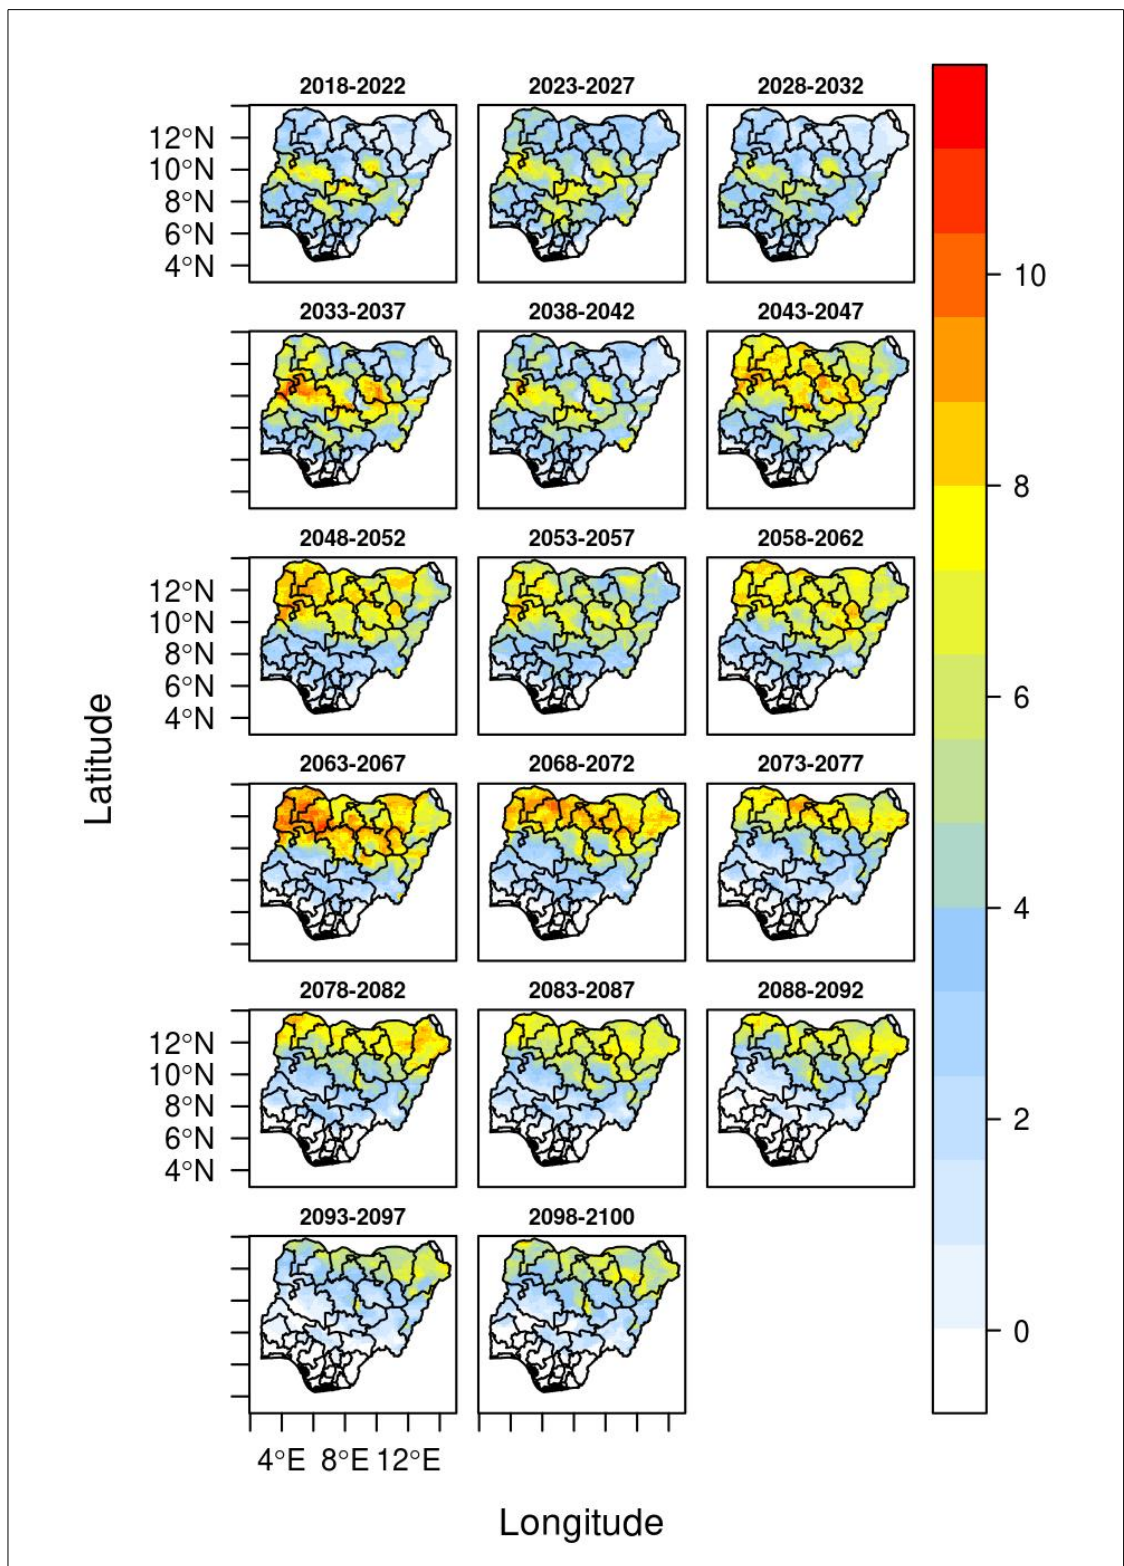 2018-2022 2023-2027 2028-2032
12°N
10°N
8°N
6°N
4°N
10
2033-2037 2038-2042 2043-2047
8
2048-2052 2053-2057 2058-2062
12°N
10°N
8°N
6°N
4°N
6
Latitude
2063-2067 2068-2072 2073-2077
4
2078-2082 2083-2087 2088-2092
12°N
10°N
8°N
6°N
4°N
2
2093-2097 2098-2100
0
4°E 8°E 12°E
Longitude